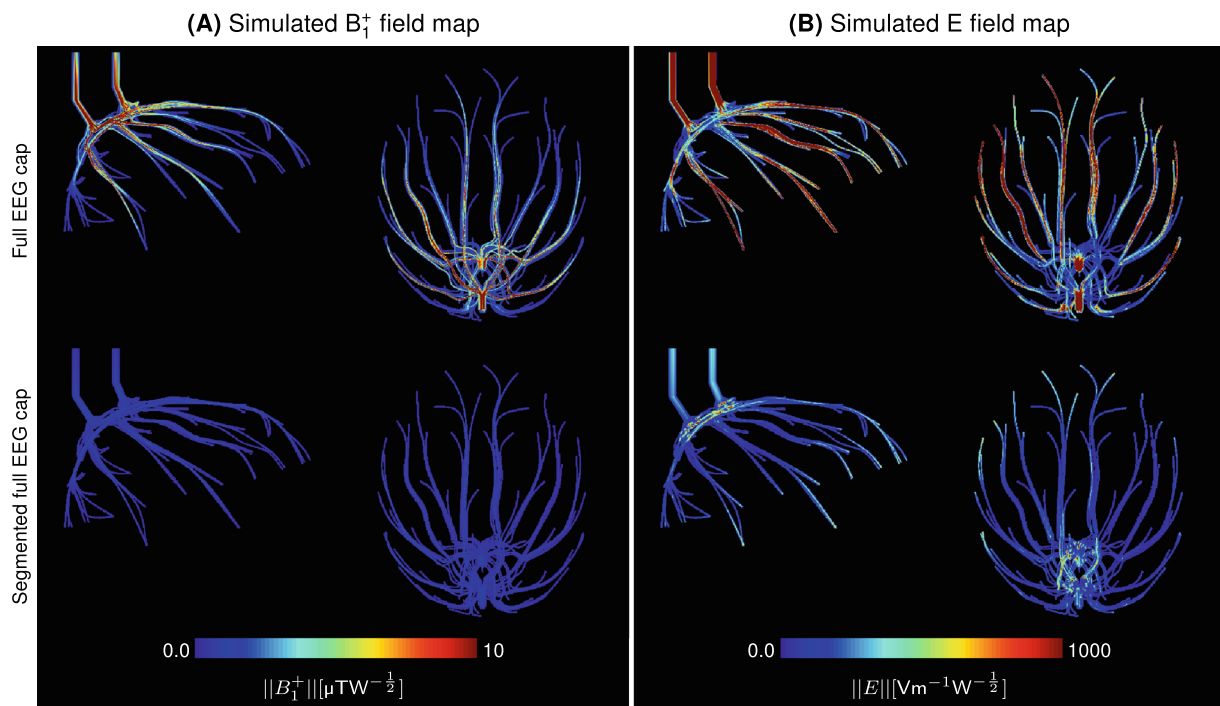 (A) Simulated B₁⁺ field map
(B) Simulated E field map
Full EEG cap
Segmented full EEG cap
0.0 10
||B₁⁺||[µTW^{-1/2}]
0.0 1000
||E||[Vm⁻¹W^{-1/2}]